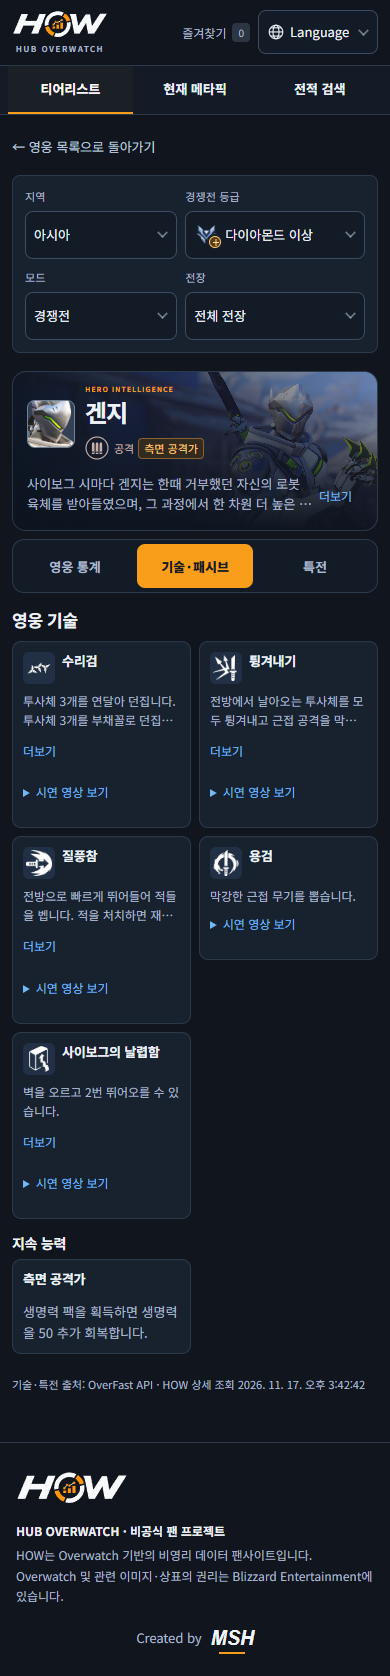 HOW
HUB OVERWATCH
즐겨찾기 0
Language
티어리스트 현재 메타픽 전적 검색
← 영웅 목록으로 돌아가기
지역 경쟁전 등급
아시아 다이아몬드 이상
모드 전장
경쟁전 전체 전장
HERO INTELLIGENCE
겐지
공격 측면 공격가
사이보그 시마다 겐지는 한때 거부했던 자신의 로봇
육체를 받아들였으며, 그 과정에서 한 차원 더 높은 … 더보기
영웅 통계 기술·패시브 특전
영웅 기술
수리검
투사체 3개를 연달아 던집니다.
투사체 3개를 부채꼴로 던집…
더보기
▶ 시연 영상 보기
튕겨내기
전방에서 날아오는 투사체를 모
두 튕겨내고 근접 공격을 막…
더보기
▶ 시연 영상 보기
질풍참
전방으로 빠르게 뛰어들어 적들
을 벱니다. 적을 처치하면 재…
더보기
▶ 시연 영상 보기
용검
막강한 근접 무기를 뽑습니다.
▶ 시연 영상 보기
사이보그의 날렵함
벽을 오르고 2번 뛰어오를 수 있
습니다.
더보기
▶ 시연 영상 보기
지속 능력
측면 공격가
생명력 팩을 획득하면 생명력
을 50 추가 회복합니다.
기술·특전 출처: OverFast API · HOW 상세 조회 2026. 11. 17. 오후 3:42:42
HOW
HUB OVERWATCH · 비공식 팬 프로젝트
HOW는 Overwatch 기반의 비영리 데이터 팬사이트입니다.
Overwatch 및 관련 이미지·상표의 권리는 Blizzard Entertainment에
있습니다.
Created by MSH